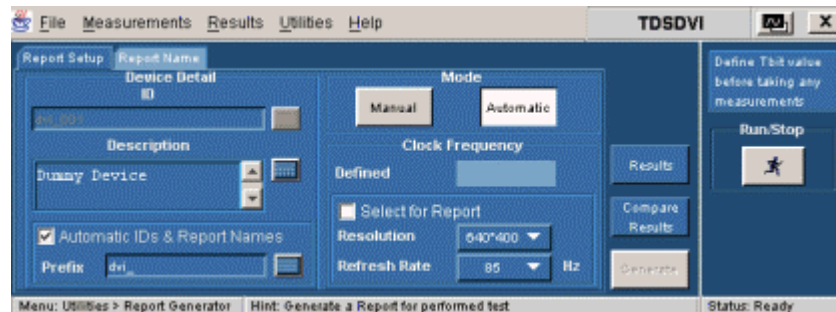 File Measurements Results Utilities Help TDSDVI X
Report Setup Report Name
Device Detail
ID
dvi_001
Description
Dummy Device
Automatic IDs & Report Names
Prefix dvi_
Mode
Manual Automatic
Clock Frequency
Defined
Select for Report
Resolution 640*400
Refresh Rate 85 Hz
Results
Compare
Results
Generate
Define Tbit value
before taking any
measurements
Run/Stop
Menu: Utilities > Report Generator Hint: Generate a Report for performed test Status: Ready